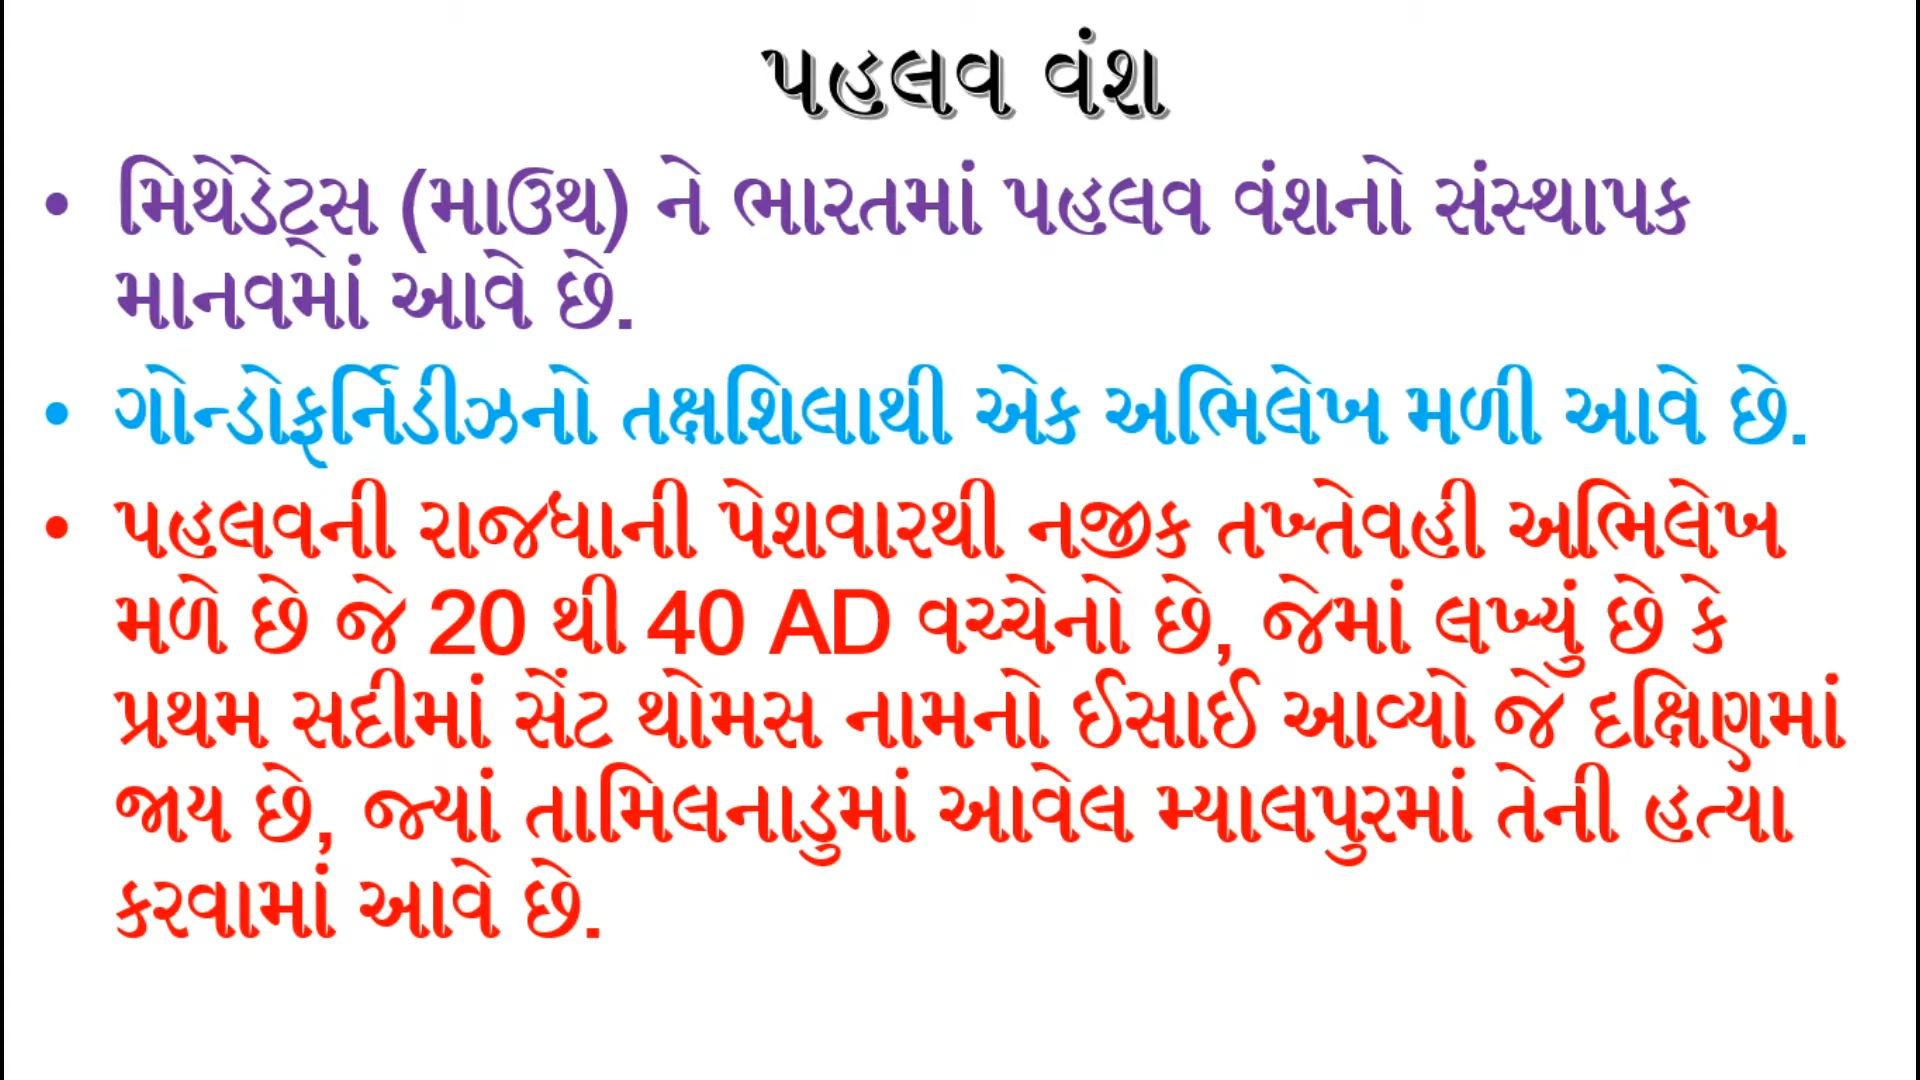 પહલવ વંશ
• મિથેડેટ્સ (માઉથ) ને ભારતમાં પહલવ વંશનો સંસ્થાપક
માનવમાં આવે છે.
• ગોન્ડોફર્નિડીઝનો તક્ષશિલાથી એક અભિલેખ મળી આવે છે.
• પહલવની રાજધાની પેશવારથી નજીક તખ્તેવહી અભિલેખ
મળે છે જે 20 થી 40 AD વચ્ચેનો છે, જેમાં લખ્યું છે કે
પ્રથમ સદીમાં સેંટ થોમસ નામનો ઈસાઈ આવ્યો જે દક્ષિણમાં
જાય છે, જ્યાં તામિલનાડુમાં આવેલ મ્યાલપુરમાં તેની હત્યા
કરવામાં આવે છે.